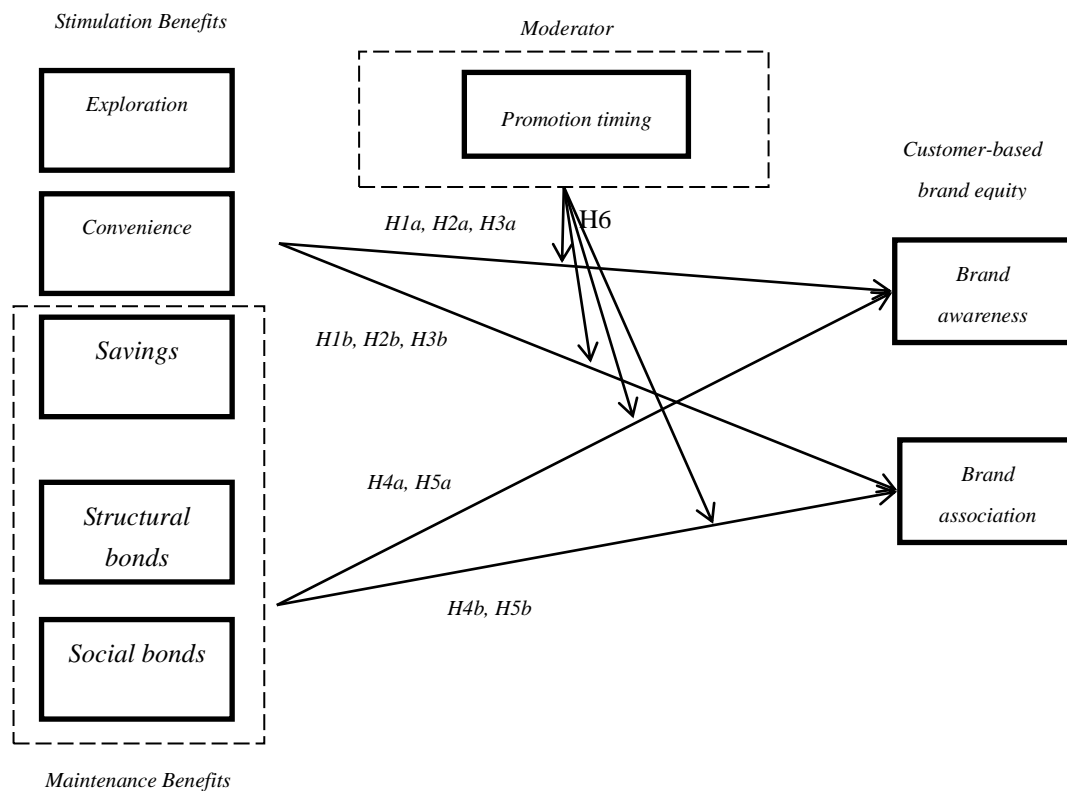 Stimulation Benefits
Exploration
Convenience
Savings
Structural
bonds
Social bonds
Maintenance Benefits
Moderator
Promotion timing
H1a, H2a, H3a
H6
H1b, H2b, H3b
H4a, H5a
H4b, H5b
Customer-based
brand equity
Brand
awareness
Brand
association